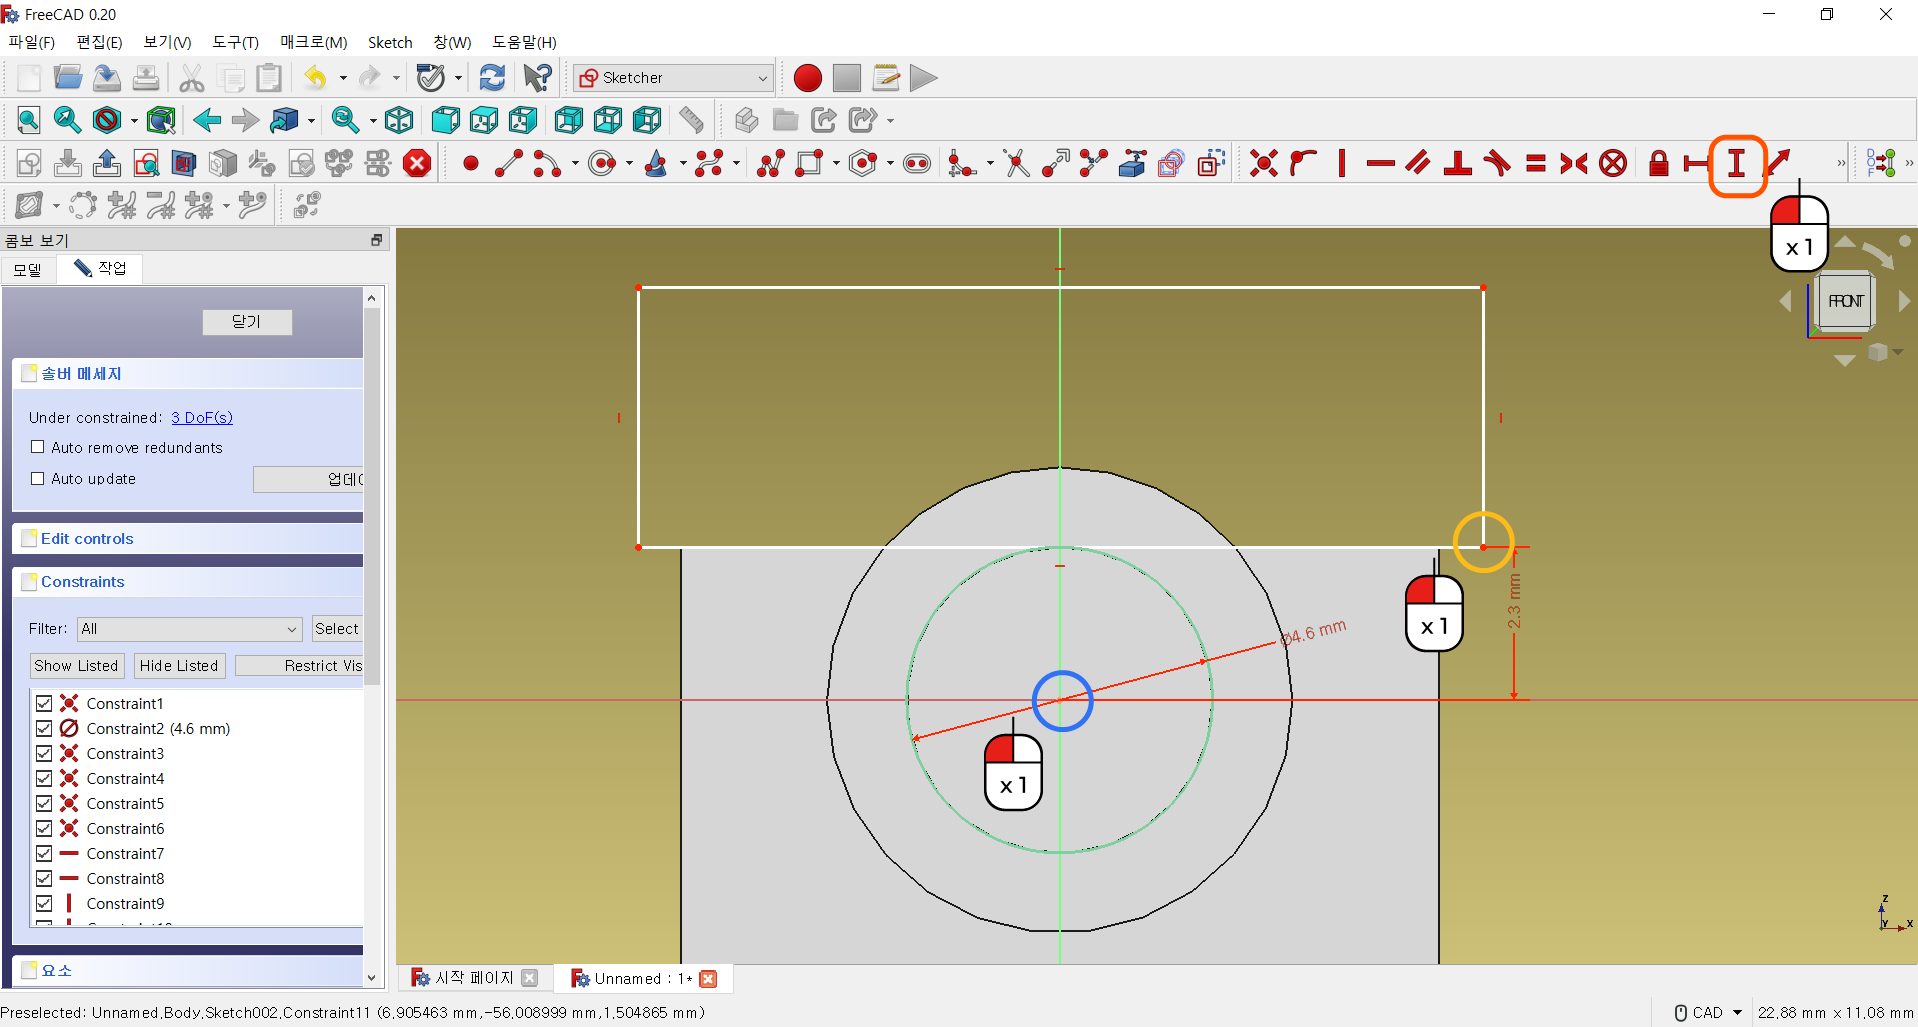 FreeCAD 0.20
파일(F) 편집(E) 보기(V) 도구(T) 매크로(M) Sketch 창(W) 도움말(H)
Sketcher
콤보 보기
모델 작업
닫기
솔버 메세지
Under constrained: 3 DoF(s)
Auto remove redundants
Auto update
업데
Edit controls
Constraints
Filter: All Select
Show Listed Hide Listed Restrict Vis
Constraint1
Constraint2 (4.6 mm)
Constraint3
Constraint4
Constraint5
Constraint6
Constraint7
Constraint8
Constraint9
요소
x 1
FRONT
2.3 mm
x 1
Ø4.6 mm
x 1
Z
Y X
시작 페이지 Unnamed : 1*
Preselected: Unnamed.Body.Sketch002.Constraint11 (6.905463 mm,-56.008999 mm,1.504865 mm)
CAD 22.88 mm x 11.08 mm